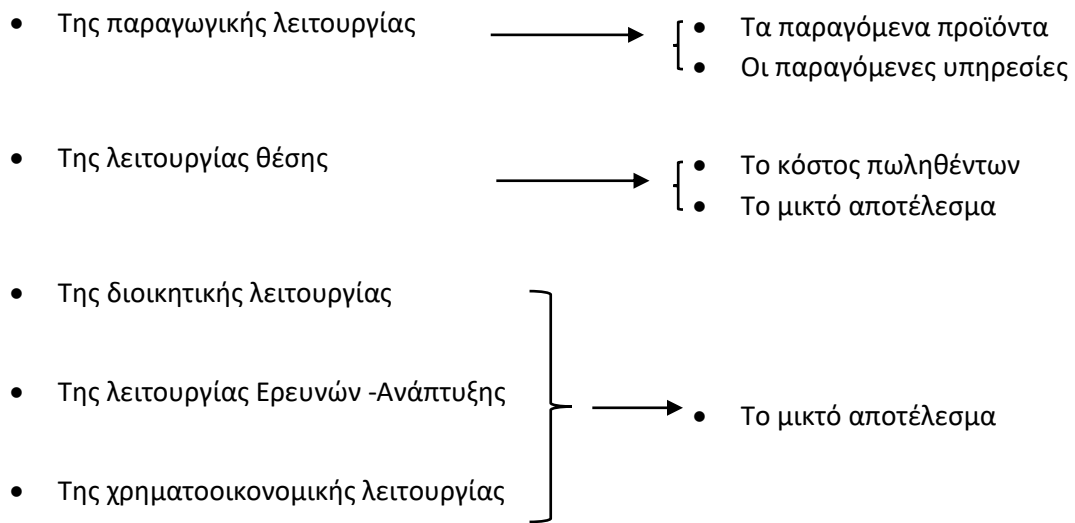 • Της παραγωγικής λειτουργίας
• Τα παραγόμενα προϊόντα
• Οι παραγόμενες υπηρεσίες
• Της λειτουργίας θέσης
• Το κόστος πωληθέντων
• Το μικτό αποτέλεσμα
• Της διοικητικής λειτουργίας
• Της λειτουργίας Ερευνών -Ανάπτυξης
• Το μικτό αποτέλεσμα
• Της χρηματοοικονομικής λειτουργίας